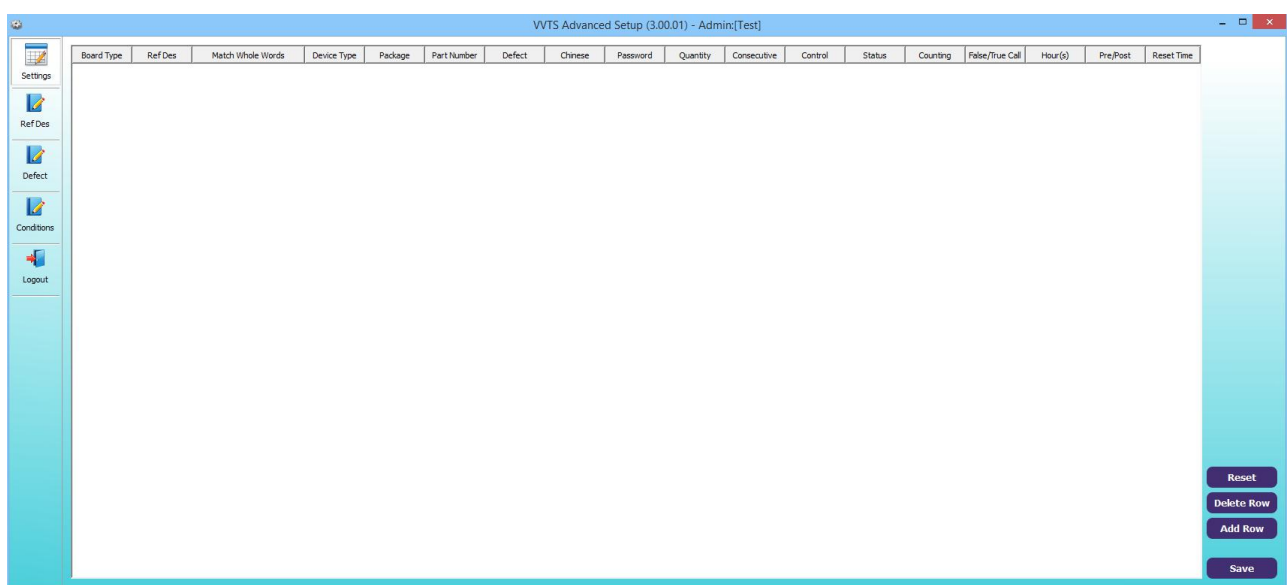 VVTS Advanced Setup (3.00.01) - Admin:[Test]
Board Type Ref Des Match Whole Words Device Type Package Part Number Defect Chinese Password Quantity Consecutive Control Status Counting False/True Call Hour(s) Pre/Post Reset Time
Settings
Ref Des
Defect
Conditions
Logout
Reset
Delete Row
Add Row
Save